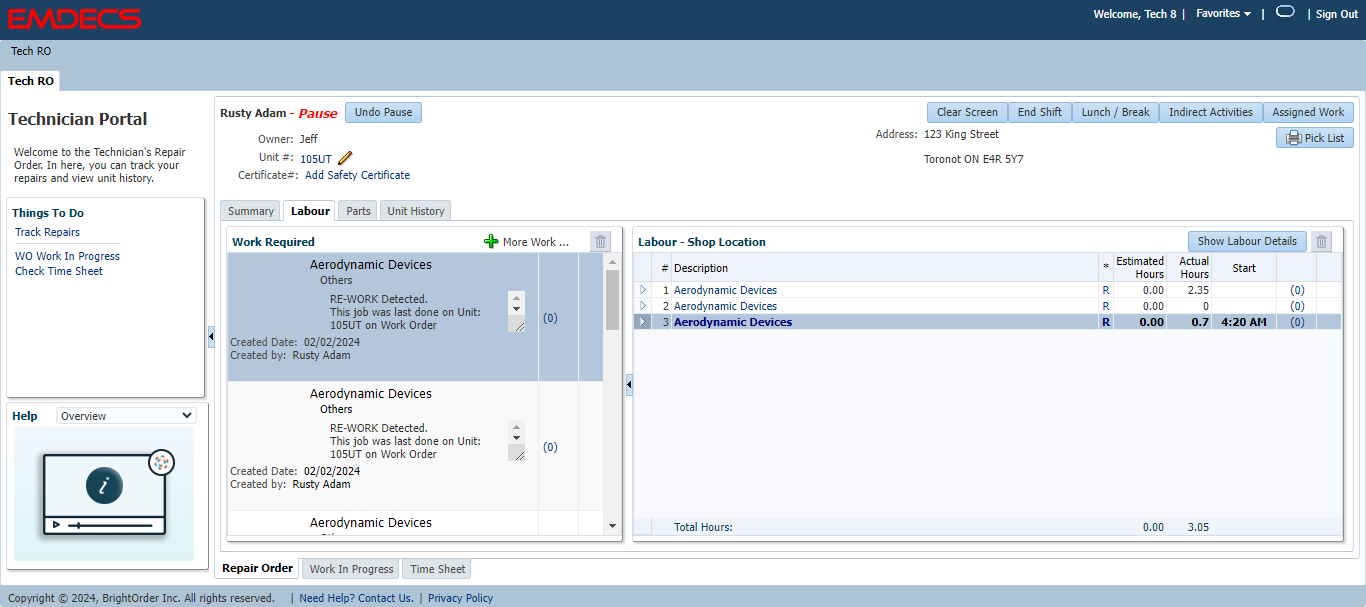 EMDECS
Welcome, Tech 8 | Favorites | | Sign Out
Tech RO
Tech RO
Technician Portal
Welcome to the Technician's Repair
Order. In here, you can track your
repairs and view unit history.
Things To Do
Track Repairs
WO Work In Progress
Check Time Sheet
Help Overview
i
Rusty Adam - Pause Undo Pause
Clear Screen End Shift Lunch / Break Indirect Activities Assigned Work
Pick List
Owner: Jeff
Unit #: 105UT
Certificate#: Add Safety Certificate
Address: 123 King Street
Toronot ON E4R 5Y7
Summary Labour Parts Unit History
Work Required More Work ...
Aerodynamic Devices
Others
RE-WORK Detected.
This job was last done on Unit:
105UT on Work Order
(0)
Created Date: 02/02/2024
Created by: Rusty Adam
Aerodynamic Devices
Others
RE-WORK Detected.
This job was last done on Unit:
105UT on Work Order
(0)
Created Date: 02/02/2024
Created by: Rusty Adam
Aerodynamic Devices
Labour - Shop Location Show Labour Details
# Description * Estimated Hours Actual Hours Start
1 Aerodynamic Devices R 0.00 2.35 (0)
2 Aerodynamic Devices R 0.00 0 (0)
3 Aerodynamic Devices R 0.00 0.7 4:20 AM (0)
Total Hours: 0.00 3.05
Repair Order Work In Progress Time Sheet
Copyright © 2024, BrightOrder Inc. All rights reserved. | Need Help? Contact Us. | Privacy Policy